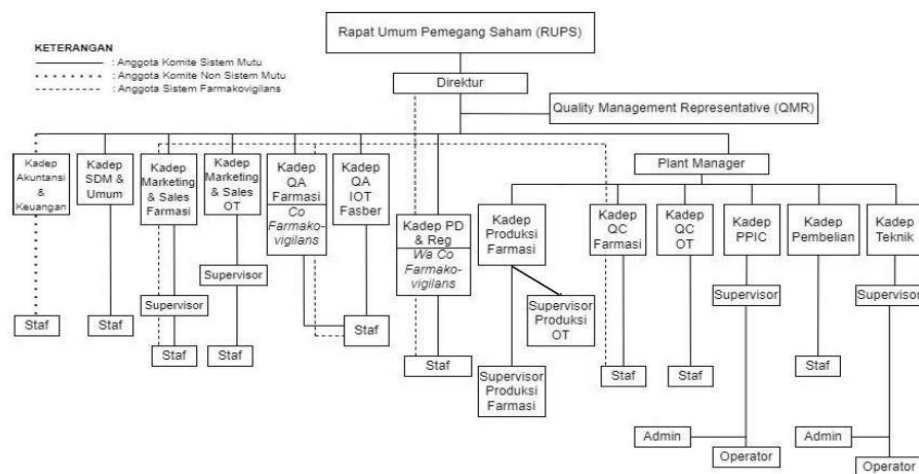 Rapat Umum Pemegang Saham (RUPS)
KETERANGAN
: Anggota Komite Sistem Mutu
: Anggota Komite Non Sistem Mutu
: Anggota Sistem Farmakovigilans
Direktur
Quality Management Representative (QMR)
Kadep
Akuntansi
&
Keuangan
Kadep
SDM &
Umum
Kadep
Marketing
& Sales
Farmasi
Kadep
Marketing
& Sales
OT
Kadep
QA
Farmasi
Co
Farmako-
vigilans
Kadep
QA
IOT
Fasber
Kadep PD
& Reg
Wa Co
Farmako-
vigilans
Plant Manager
Kadep
Produksi
Farmasi
Kadep
QC
Farmasi
Kadep
QC
OT
Kadep
PPIC
Kadep
Pembelian
Kadep
Teknik
Supervisor
Supervisor
Supervisor
Supervisor
Supervisor
Produksi
OT
Staf
Staf
Staf
Staf
Staf
Staf
Supervisor
Produksi
Farmasi
Staf
Staf
Staf
Admin
Operator
Admin
Operator